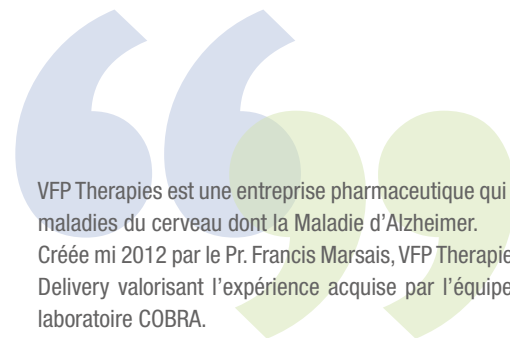 VFP Therapies est une entreprise pharmaceutique qui
maladies du cerveau dont la Maladie d’Alzheimer.
Créée mi 2012 par le Pr. Francis Marsais, VFP Therapie
Delivery valorisant l’expérience acquise par l’équipe
laboratoire COBRA.